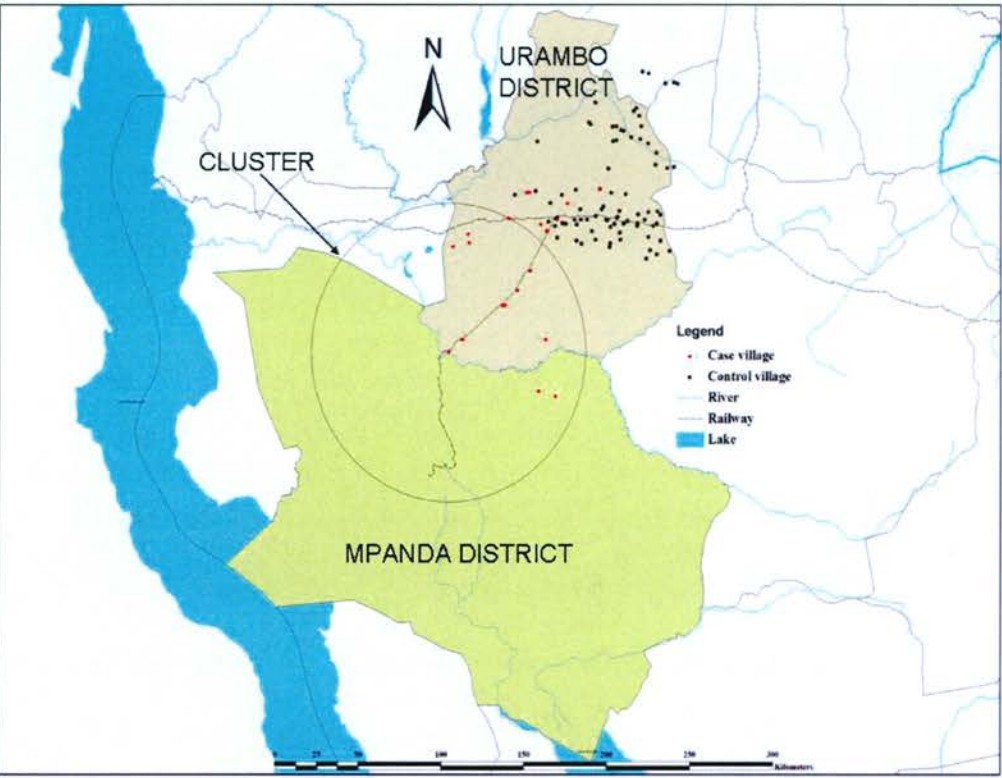 N
URAMBO
DISTRICT
CLUSTER
Legend
Case village
Control village
River
Railway
Lake
MPANDA DISTRICT
0 25 50 100 150 200 250 300
Kilometers